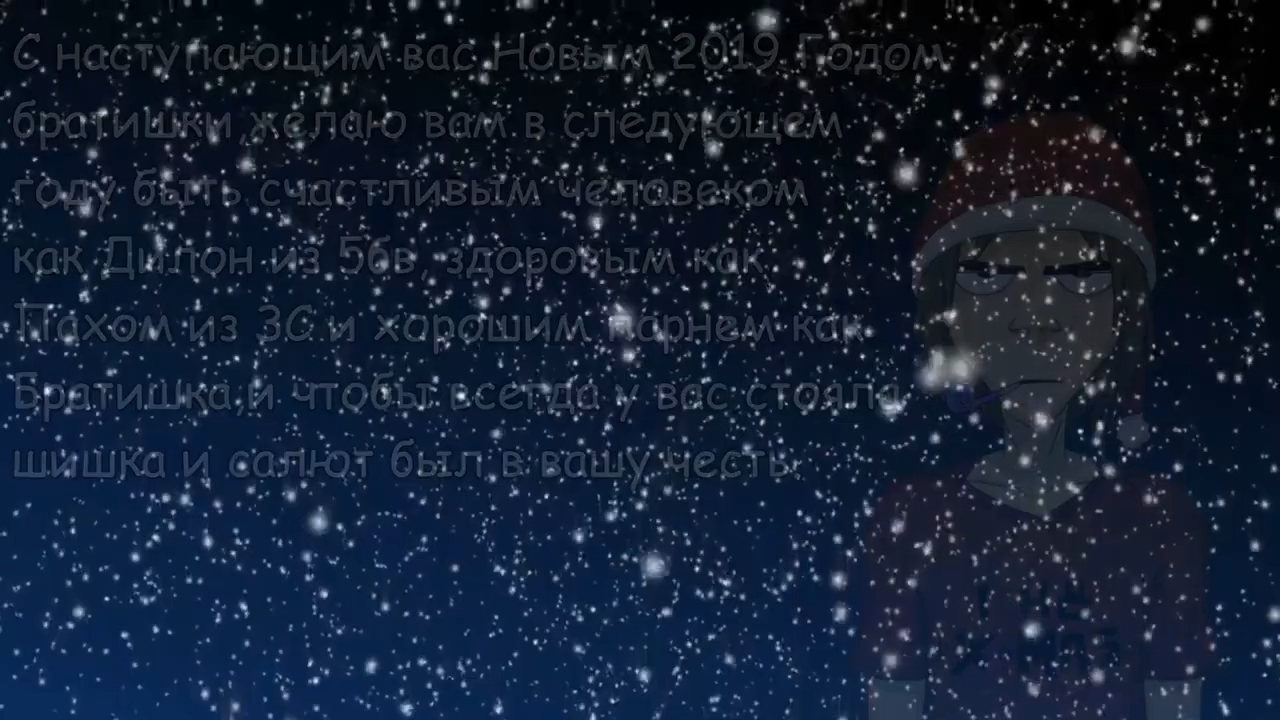 С наступающим вас Новым 2019 Годом
братишки желаю вам в следующем
году быть счастливым человеком
как Дилон из 5бв, здоровым как
Пахом из 3С и хорошим парнем как
Братишка,и чтобы всегда у вас стояла
шишка и салют был в вашу честь.